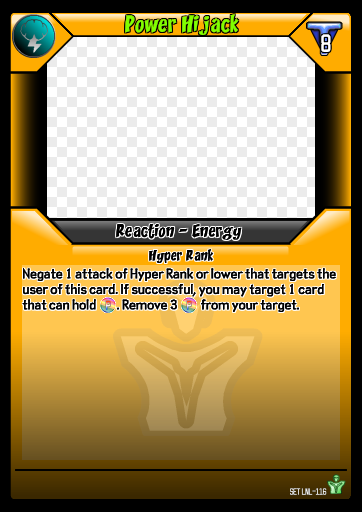 Power Hijack
8
Reaction - Energy
Hyper Rank
Negate 1 attack of Hyper Rank or lower that targets the
user of this card. If successful, you may target 1 card
that can hold . Remove 3 from your target.
SET LNL-116